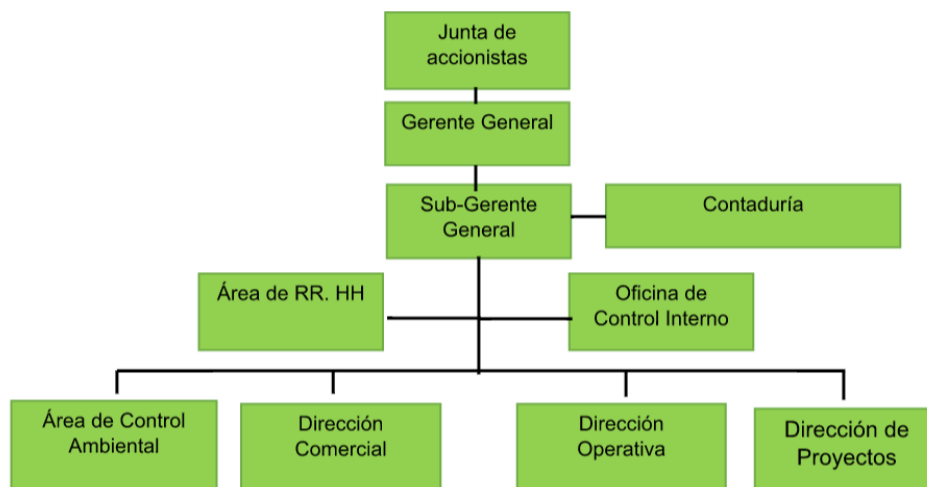 Junta de
accionistas
Gerente General
Sub-Gerente
General
Contaduría
Área de RR. HH
Oficina de
Control Interno
Área de Control
Ambiental
Dirección
Comercial
Dirección
Operativa
Dirección de
Proyectos